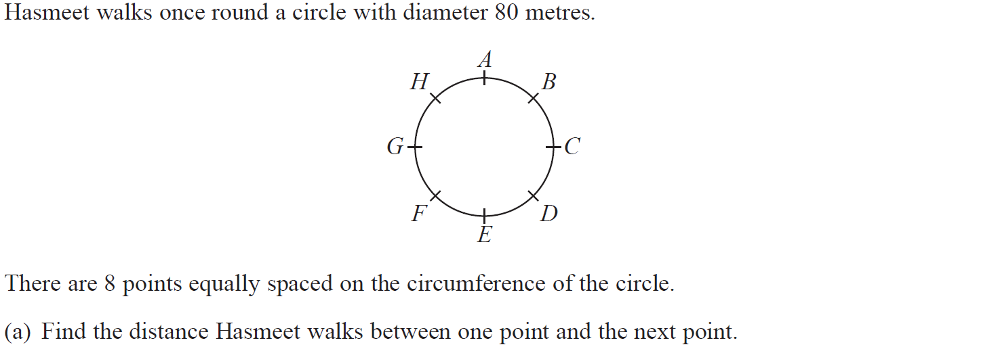 Hasmeet walks once round a circle with diameter 80 metres.
A
H
B
G
C
F
D
E
There are 8 points equally spaced on the circumference of the circle.
(a) Find the distance Hasmeet walks between one point and the next point.